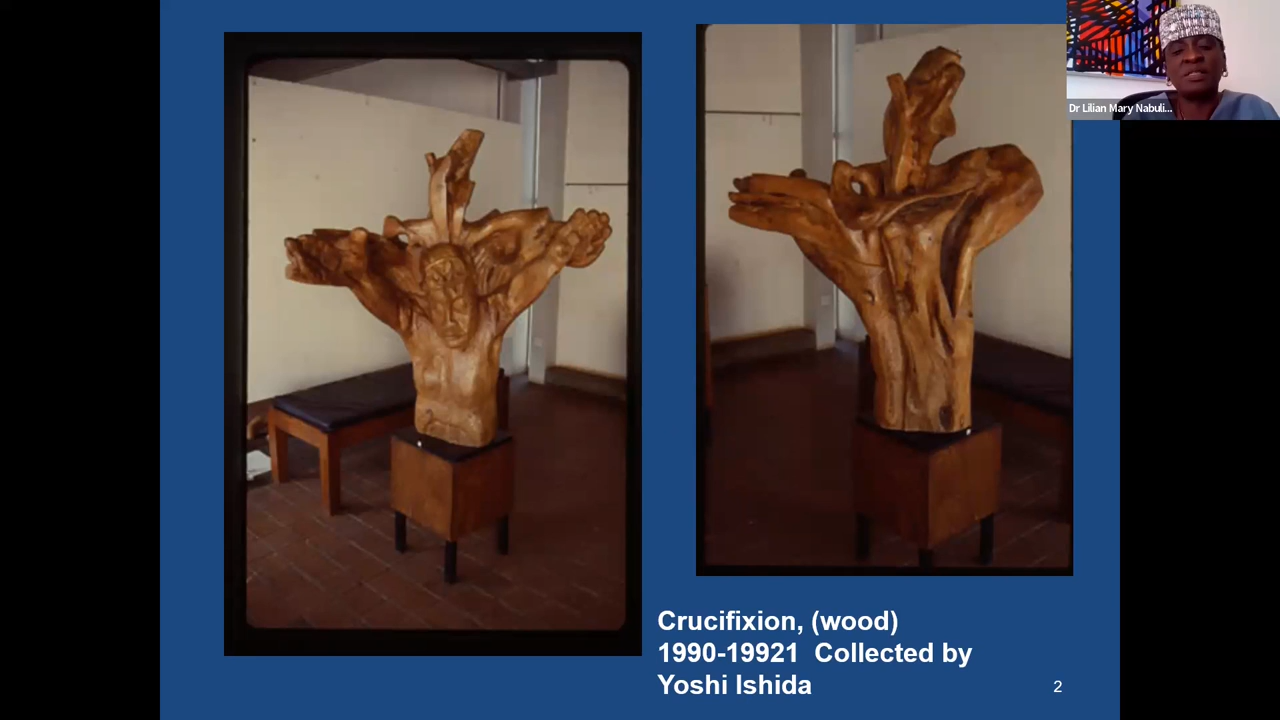 Dr Lilian Mary Nabuli...
Crucifixion, (wood)
1990-19921 Collected by
Yoshi Ishida
2